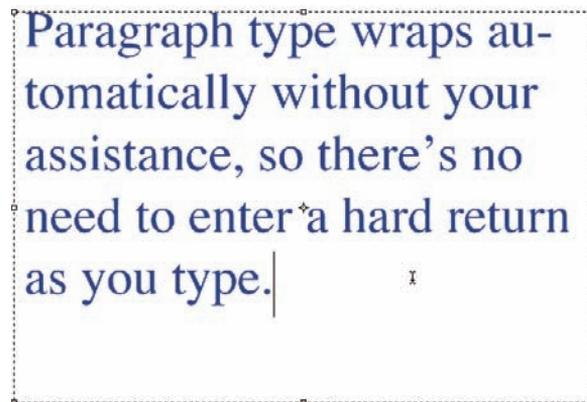 Paragraph type wraps au-
tomatically without your
assistance, so there’s no
need to enter a hard return
as you type.